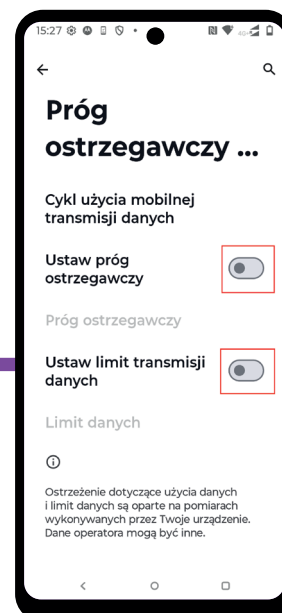 15:27
4G+
Próg
ostrzegawczy ...
Cykl użycia mobilnej
transmisji danych
Ustaw próg
ostrzegawczy
Próg ostrzegawczy
Ustaw limit transmisji
danych
Limit danych
Ostrzeżenie dotyczące użycia danych
i limit danych są oparte na pomiarach
wykonywanych przez Twoje urządzenie.
Dane operatora mogą być inne.